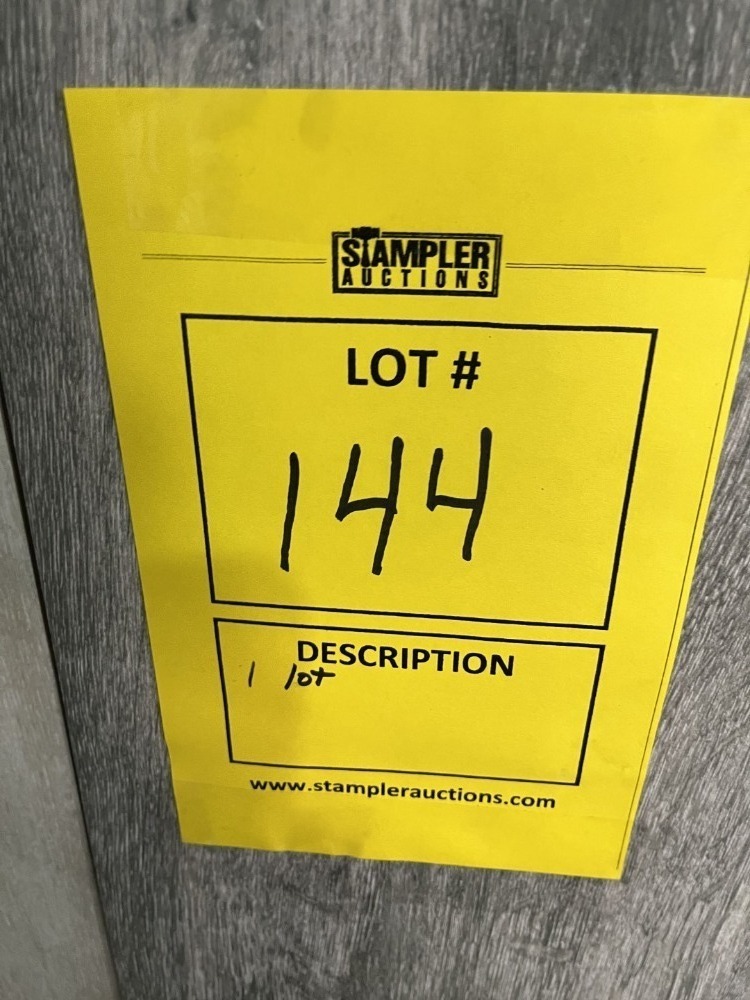 STAMPLER
AUCTIONS
LOT #
144
DESCRIPTION
1 lot
www.stamplerauctions.com